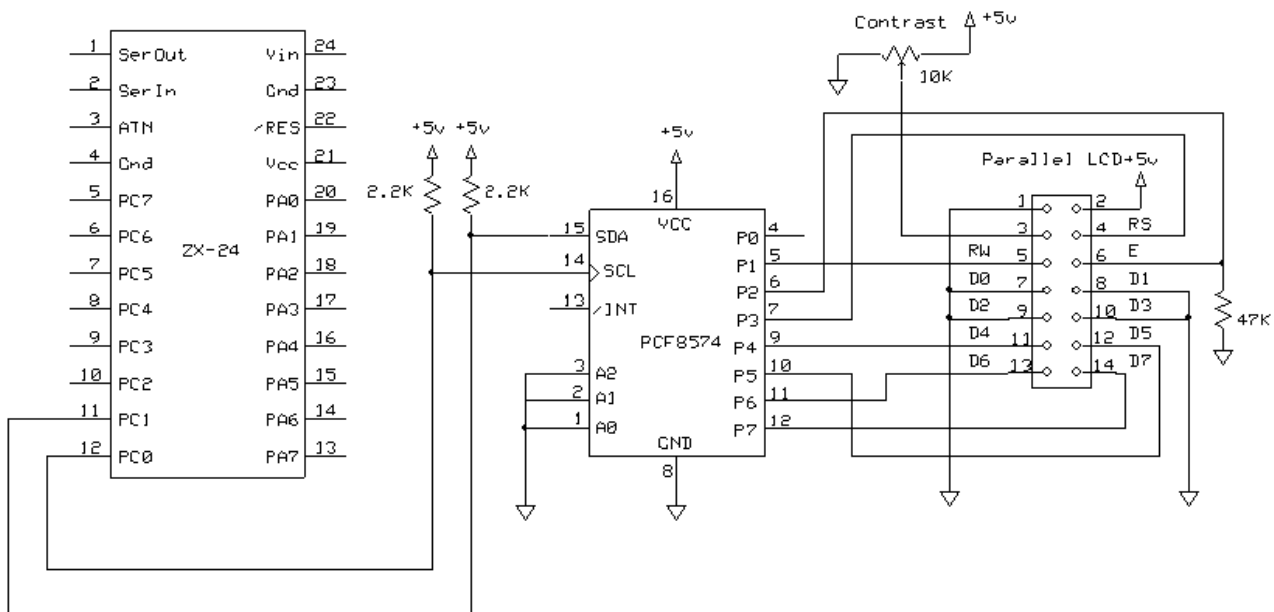 Contrast
+5v
10K
1 SerOut
Vin 24
2 SerIn
Gnd 23
3 ATN
/RES 22
4 Gnd
Vcc 21
5 PC7
PA0 20
6 PC6
PA1 19
ZX-24
7 PC5
PA2 18
8 PC4
PA3 17
9 PC3
PA4 16
10 PC2
PA5 15
11 PC1
PA6 14
12 PC0
PA7 13
+5v
+5v
2.2K
2.2K
+5v
16
VCC
15 SDA
14 SCL
13 /INT
PCF8574
3 A2
2 A1
1 A0
GND
8
P0 4
P1 5
P2 6
P3 7
P4 9
P5 10
P6 11
P7 12
Parallel LCD
+5v
1
2
3
4 RS
RW 5
6 E
D0 7
8 D1
D2 9
10 D3
D4 11
12 D5
D6 13
14 D7
47K